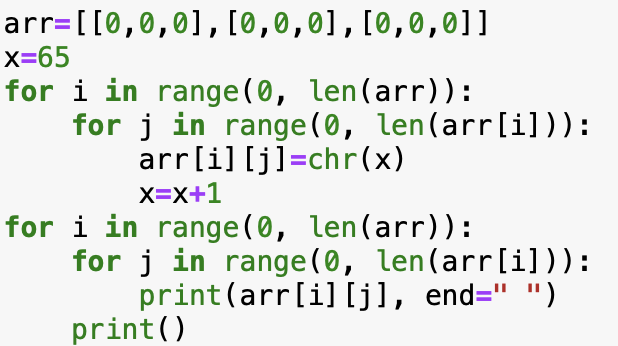 arr=[[0,0,0],[0,0,0],[0,0,0]]
x=65
for i in range(0, len(arr)):
    for j in range(0, len(arr[i])):
        arr[i][j]=chr(x)
        x=x+1
for i in range(0, len(arr)):
    for j in range(0, len(arr[i])):
        print(arr[i][j], end=" ")
    print()